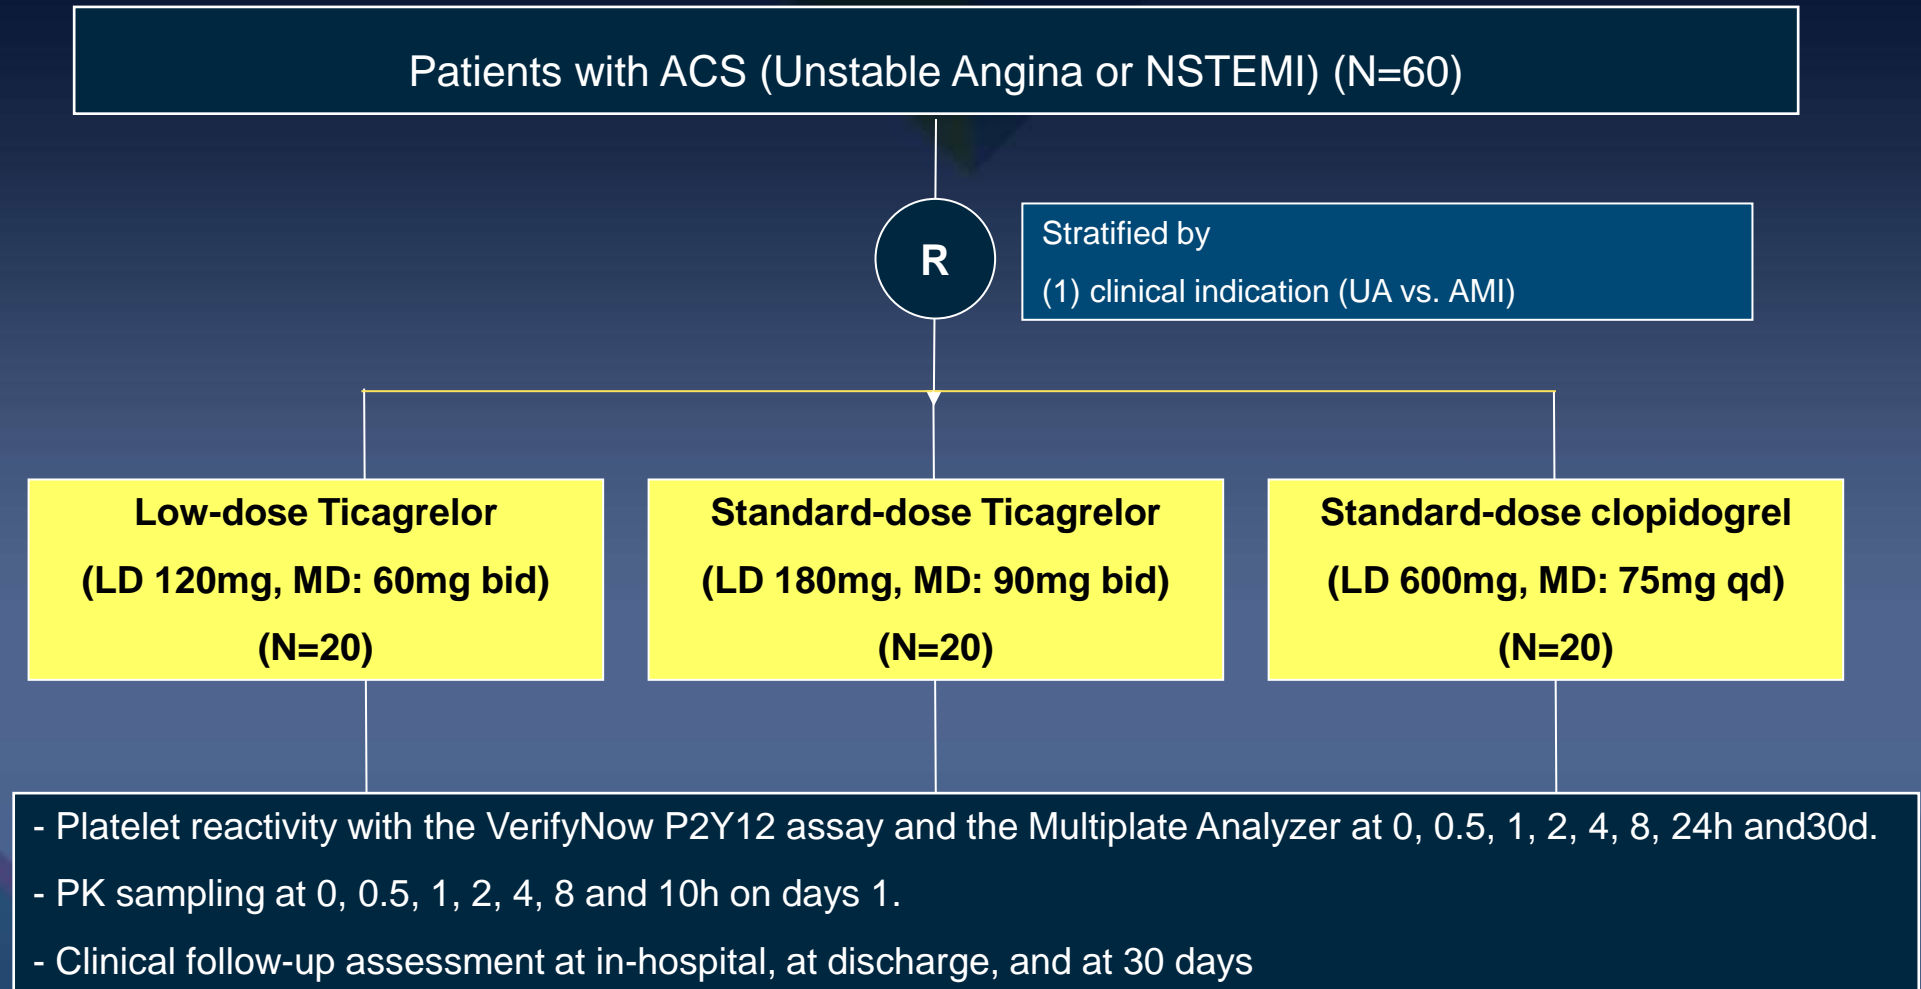 Patients with ACS (Unstable Angina or NSTEMI) (N=60)
R
Stratified by
(1) clinical indication (UA vs. AMI)
Low-dose Ticagrelor
(LD 120mg, MD: 60mg bid)
(N=20)
Standard-dose Ticagrelor
(LD 180mg, MD: 90mg bid)
(N=20)
Standard-dose clopidogrel
(LD 600mg, MD: 75mg qd)
(N=20)
- Platelet reactivity with the VerifyNow P2Y12 assay and the Multiplate Analyzer at 0, 0.5, 1, 2, 4, 8, 24h and30d.
- PK sampling at 0, 0.5, 1, 2, 4, 8 and 10h on days 1.
- Clinical follow-up assessment at in-hospital, at discharge, and at 30 days